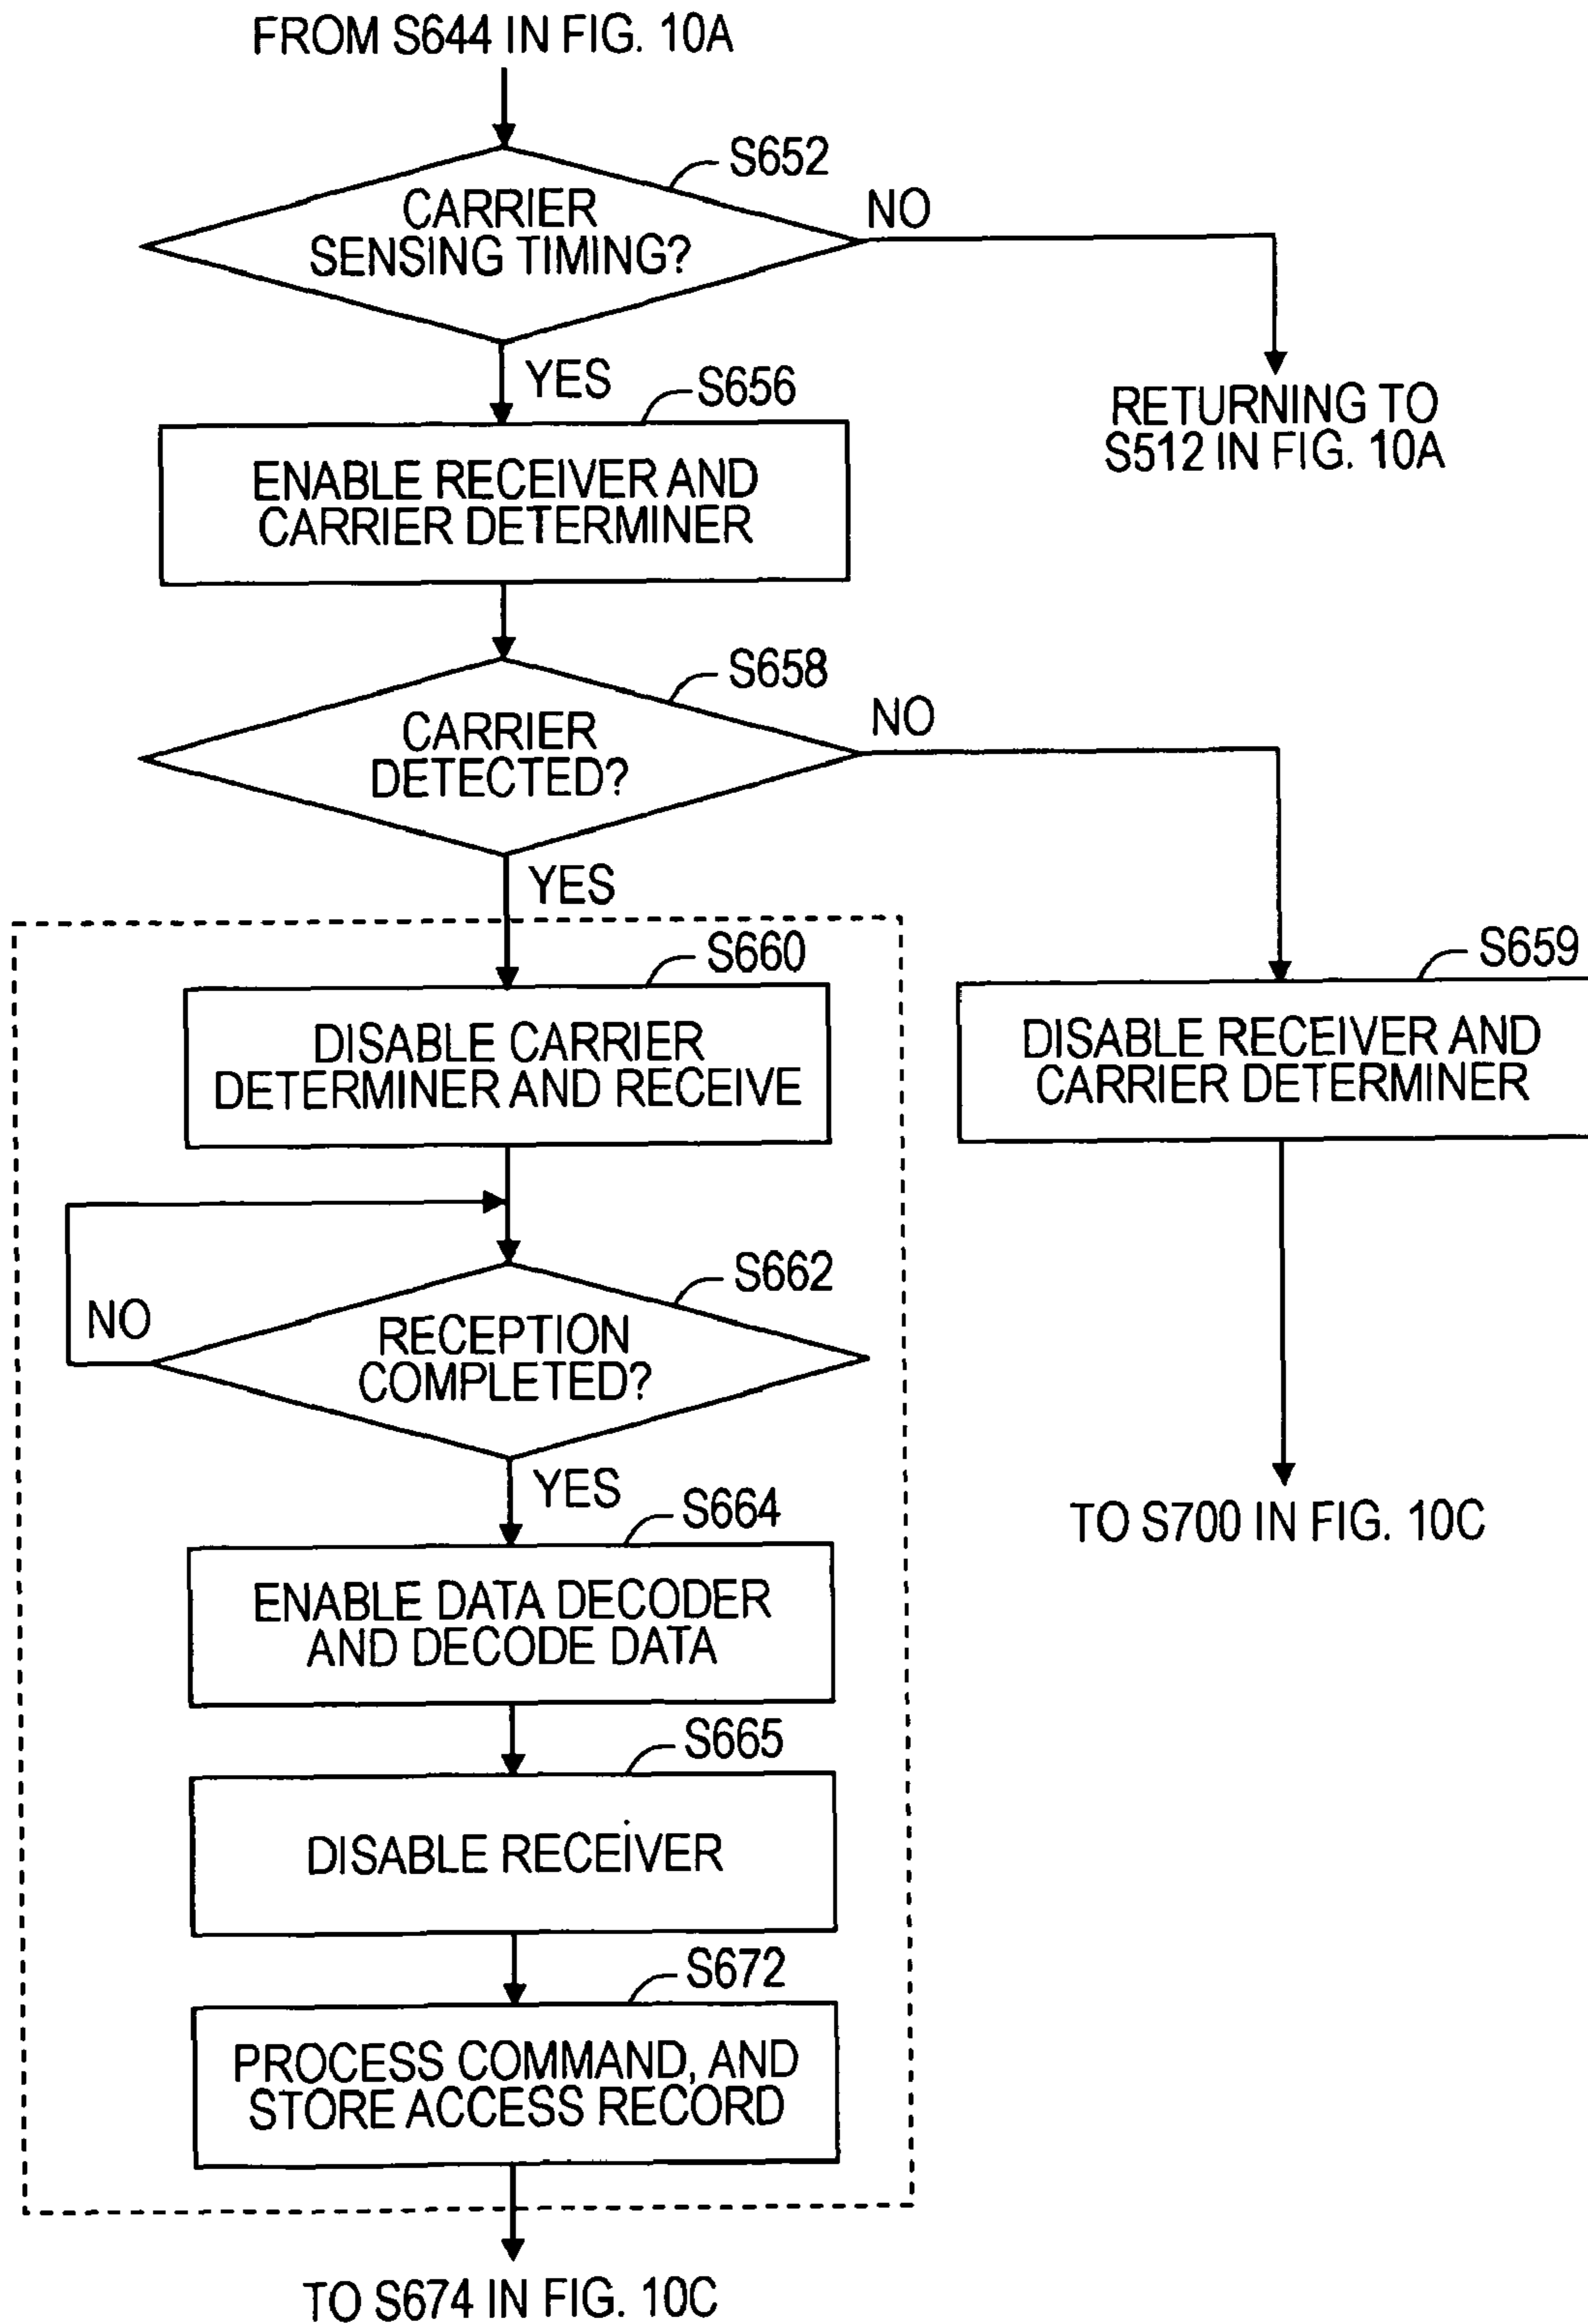 FROM S644 IN FIG. 10A
S652
CARRIER
SENSING TIMING?
NO
YES
RETURNING TO
S512 IN FIG. 10A
S656
ENABLE RECEIVER AND
CARRIER DETERMINER
S658
CARRIER
DETECTED?
NO
YES
S660
DISABLE CARRIER
DETERMINER AND RECEIVE
S659
DISABLE RECEIVER AND
CARRIER DETERMINER
S662
RECEPTION
COMPLETED?
NO
YES
TO S700 IN FIG. 10C
S664
ENABLE DATA DECODER
AND DECODE DATA
S665
DISABLE RECEIVER
S672
PROCESS COMMAND, AND
STORE ACCESS RECORD
TO S674 IN FIG. 10C